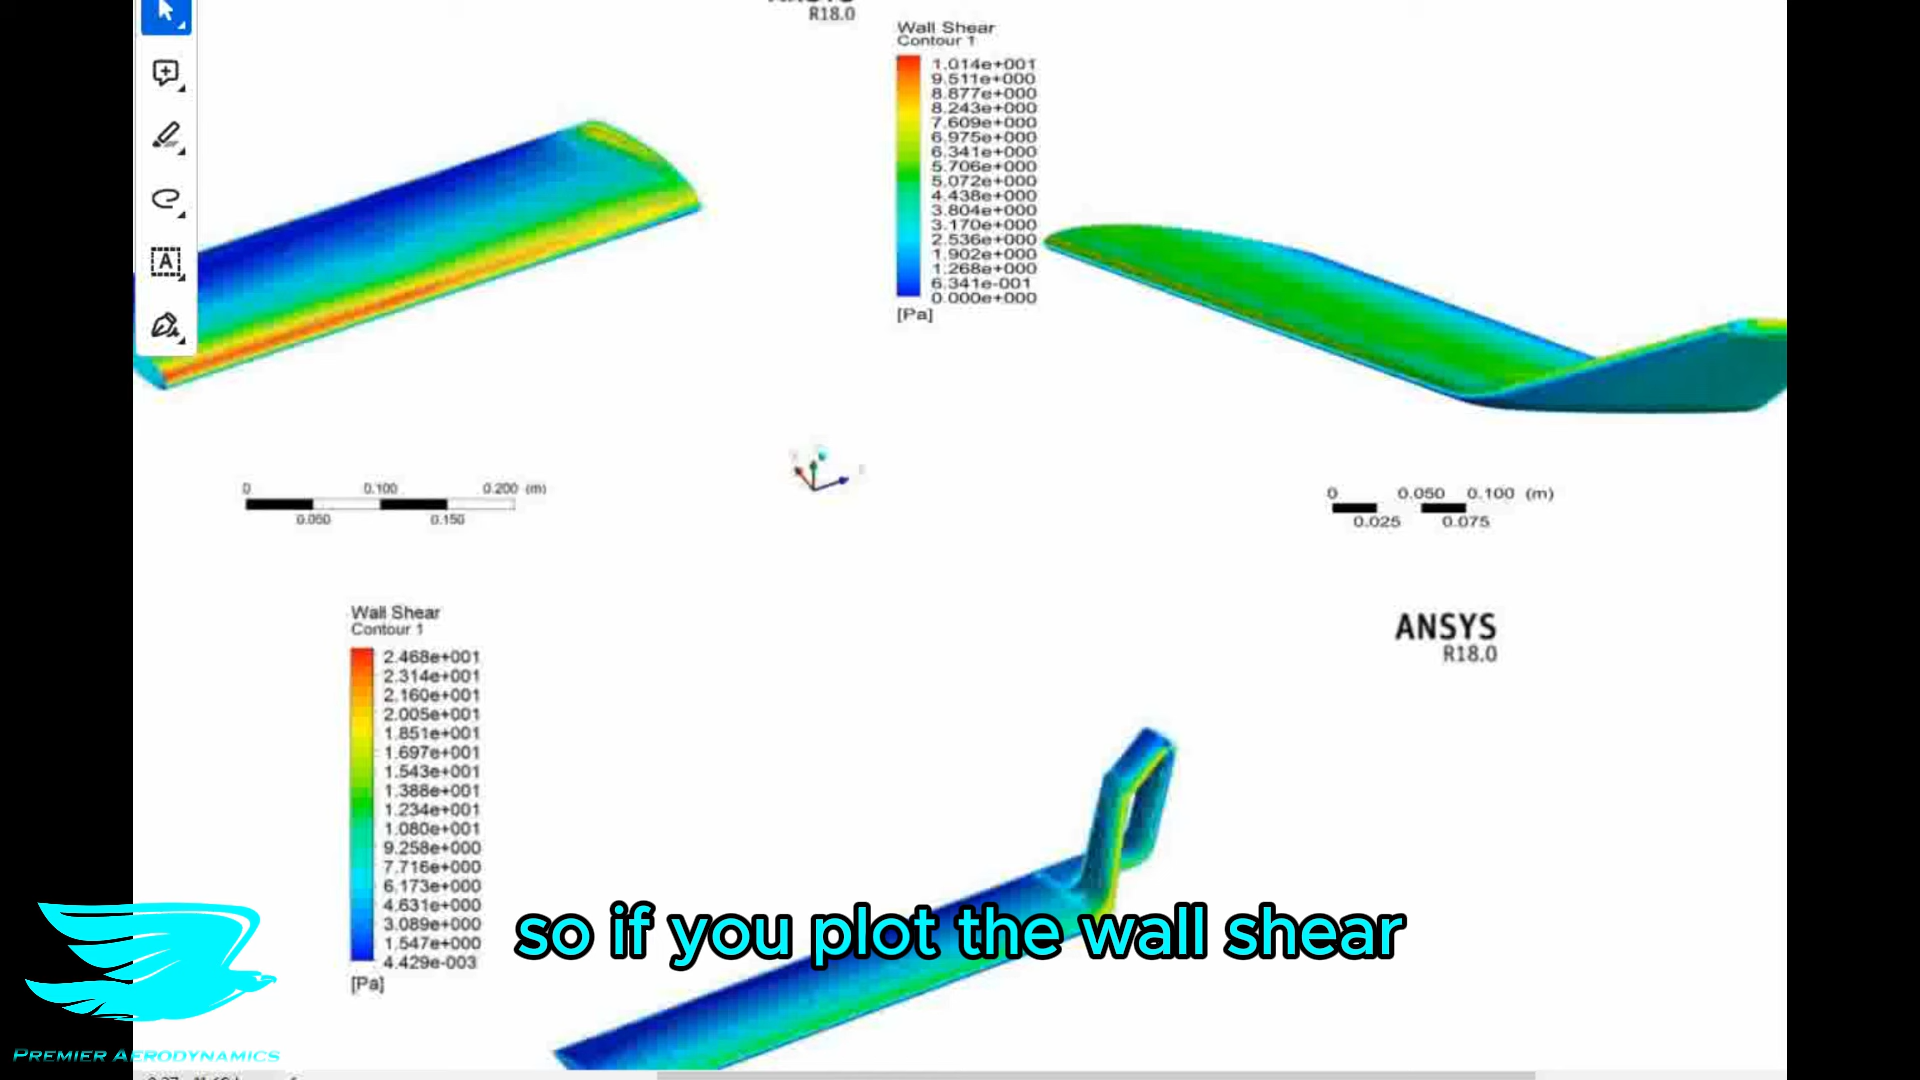 R18.0
Wall Shear
Contour 1
1.014e+001
9.511e+000
8.877e+000
8.243e+000
7.609e+000
6.975e+000
6.341e+000
5.706e+000
5.072e+000
4.438e+000
3.804e+000
3.170e+000
2.536e+000
1.902e+000
1.268e+000
6.341e-001
0.000e+000
[Pa]
A
0 0.100 0.200 (m)
0.050 0.150
0 0.050 0.100 (m)
0.025 0.075
Wall Shear
Contour 1
2.468e+001
2.314e+001
2.160e+001
2.005e+001
1.851e+001
1.697e+001
1.543e+001
1.388e+001
1.234e+001
1.080e+001
9.258e+000
7.716e+000
6.173e+000
4.631e+000
3.089e+000
1.547e+000
4.429e-003
[Pa]
ANSYS
R18.0
so if you plot the wall shear
PREMIER AERODYNAMICS